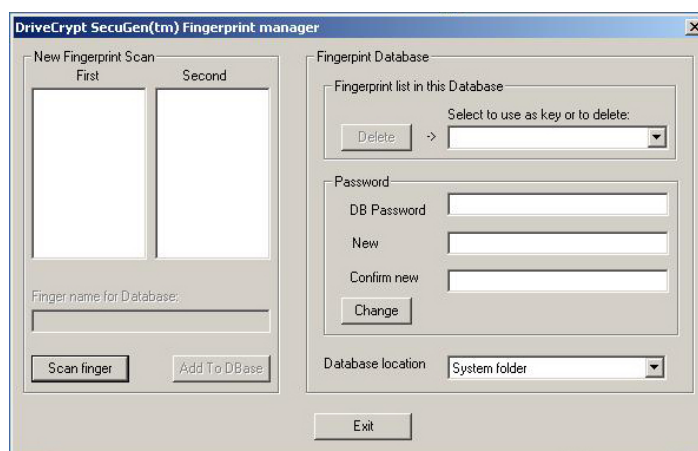 DriveCrypt SecuGen(tm) Fingerprint manager
New Fingerprint Scan
First Second
Finger name for Database:
Scan finger Add To DBase
Fingerpint Database
Fingerprint list in this Database
Select to use as key or to delete:
Delete ->
Password
DB Password
New
Confirm new
Change
Database location System folder
Exit